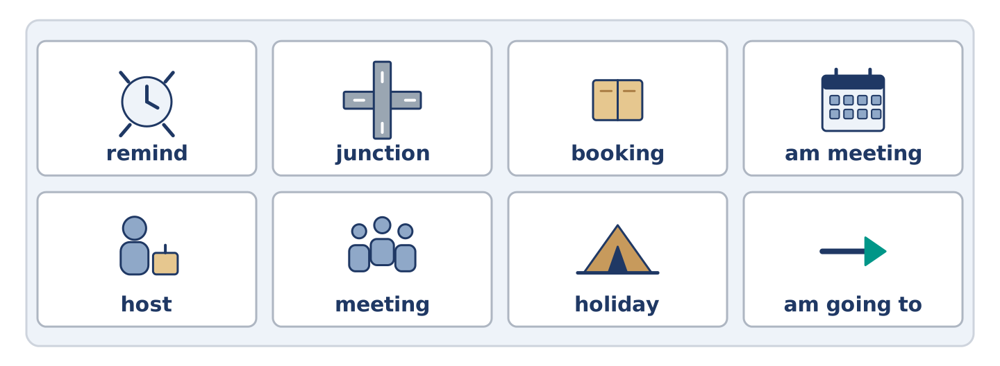 remind
junction
booking
am meeting
host
meeting
holiday
am going to